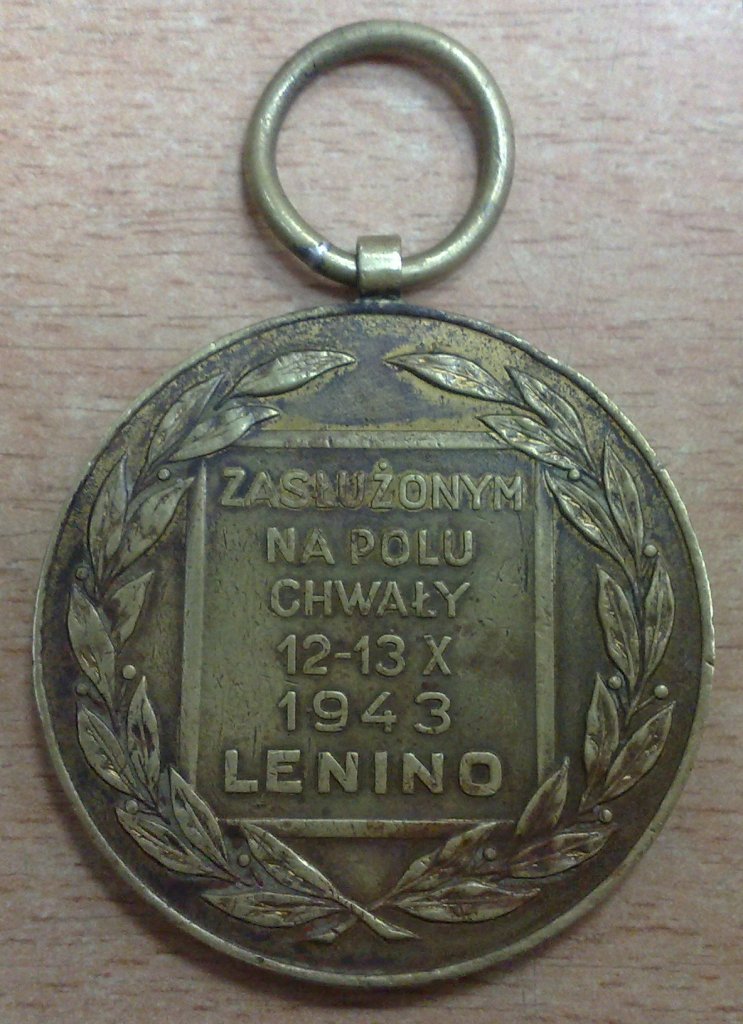 ZASŁUŻONYM
NA POLU
CHWAŁY
12-13 X
1943
LENINO